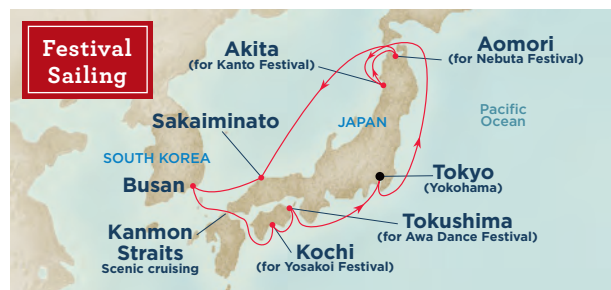 Festival
Sailing
Akita
(for Kanto Festival)
Aomori
(for Nebuta Festival)
Pacific
Ocean
Sakaiminato
JAPAN
SOUTH KOREA
Busan
Tokyo
(Yokohama)
Kanmon
Straits
Scenic cruising
Kochi
(for Yosakoi Festival)
Tokushima
(for Awa Dance Festival)